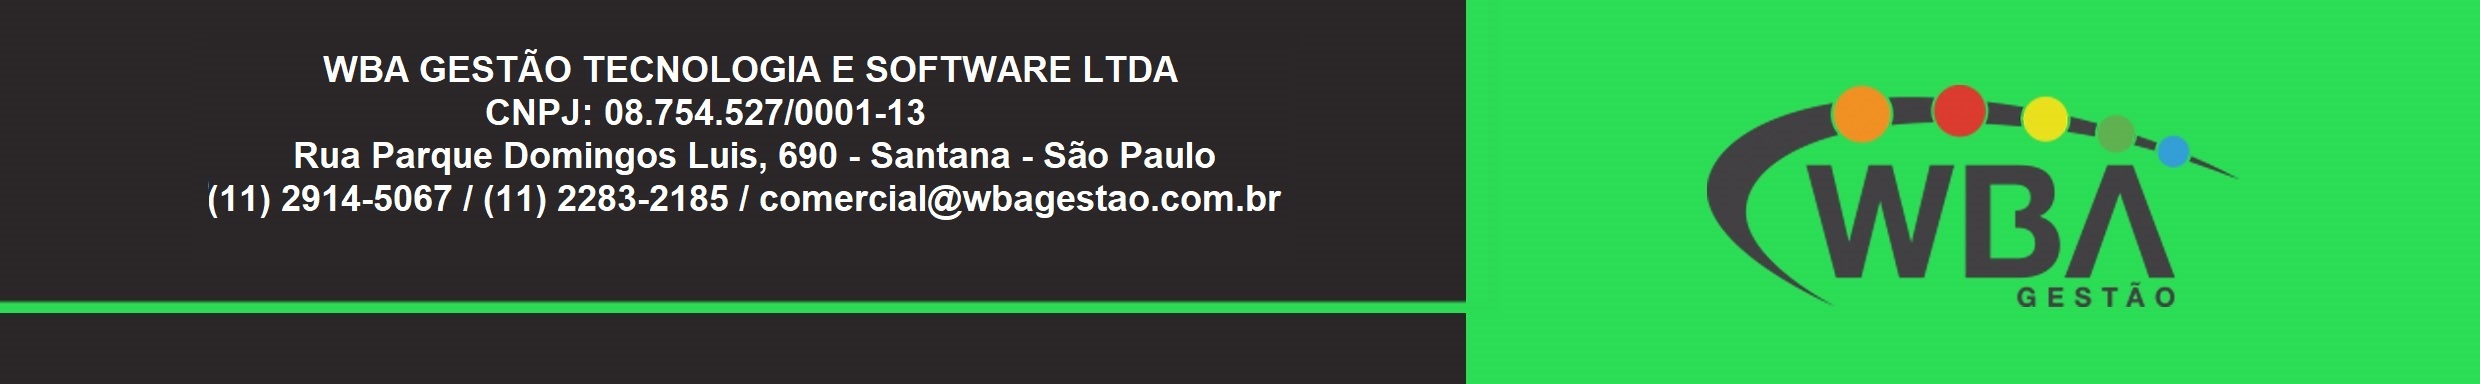 WBA GESTÃO TECNOLOGIA E SOFTWARE LTDA
CNPJ: 08.754.527/0001-13
Rua Parque Domingos Luis, 690 - Santana - São Paulo
(11) 2914-5067 / (11) 2283-2185 / comercial@wbagestao.com.br
WBA
GESTÃO